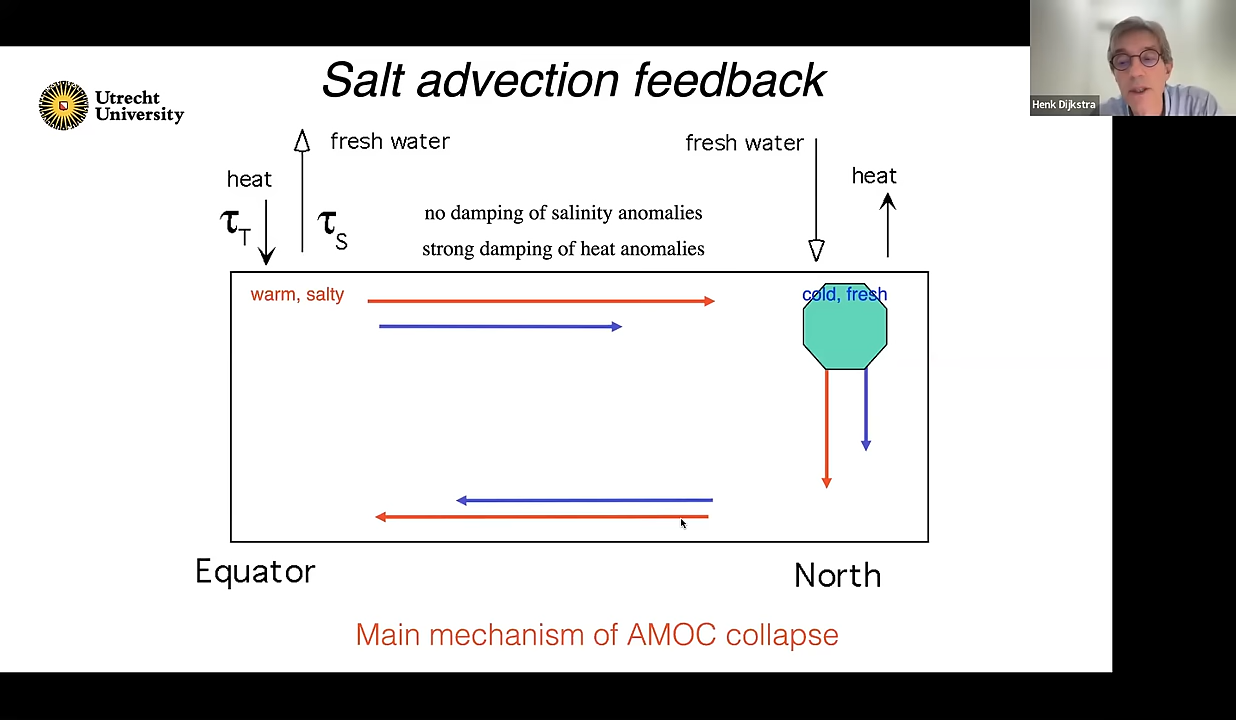 Salt advection feedback
Utrecht
University
Henk Dijkstra
fresh water
fresh water
heat
heat
τT
τS
no damping of salinity anomalies
strong damping of heat anomalies
warm, salty
cold, fresh
Equator
North
Main mechanism of AMOC collapse